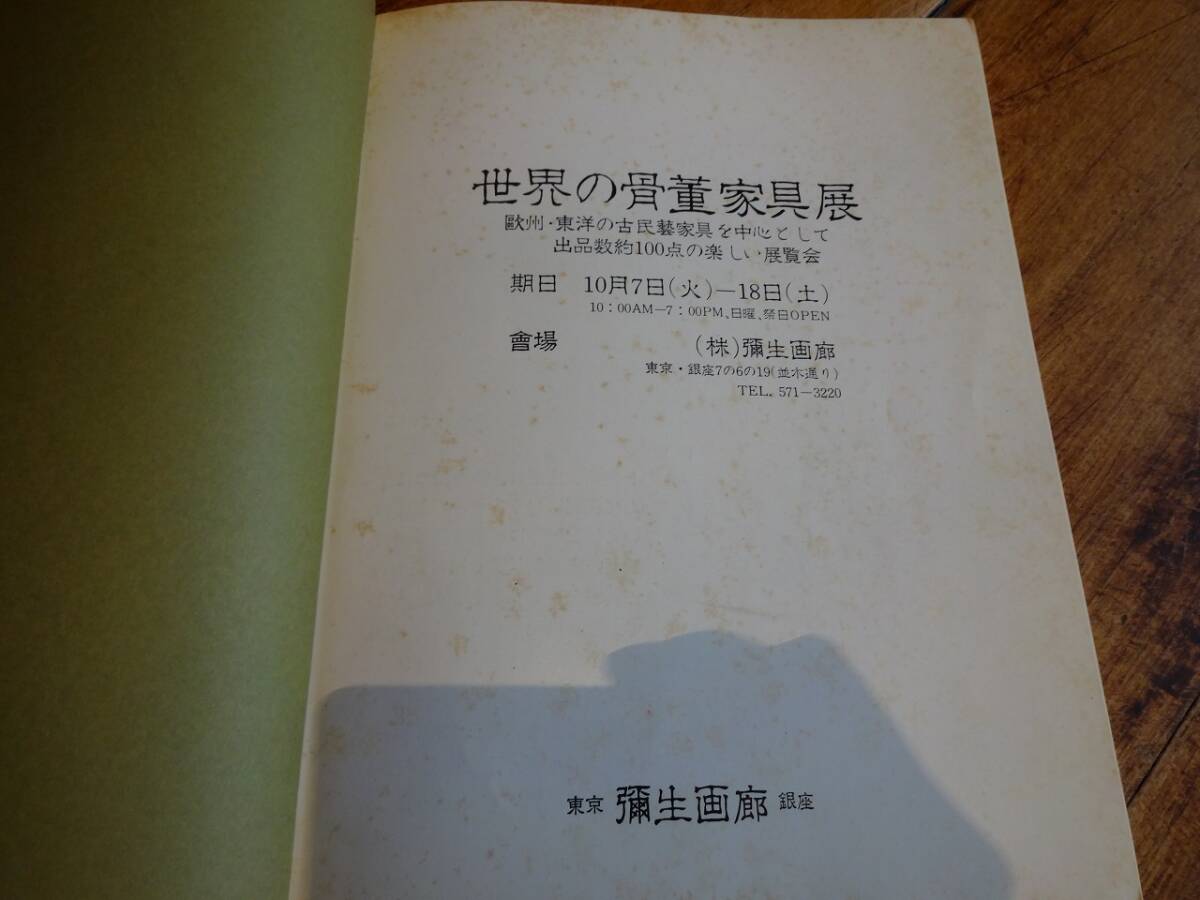 世界の骨董家具展
歐州・東洋の古民藝家具を中心として
出品数約100点の楽しい展覧会
期日 10月7日(火)―18日(土)
10:00AM―7:00PM、日曜、祭日OPEN
會場 (株)彌生画廊
東京・銀座7の6の19(並木通り)
TEL. 571―3220
東京 彌生画廊 銀座